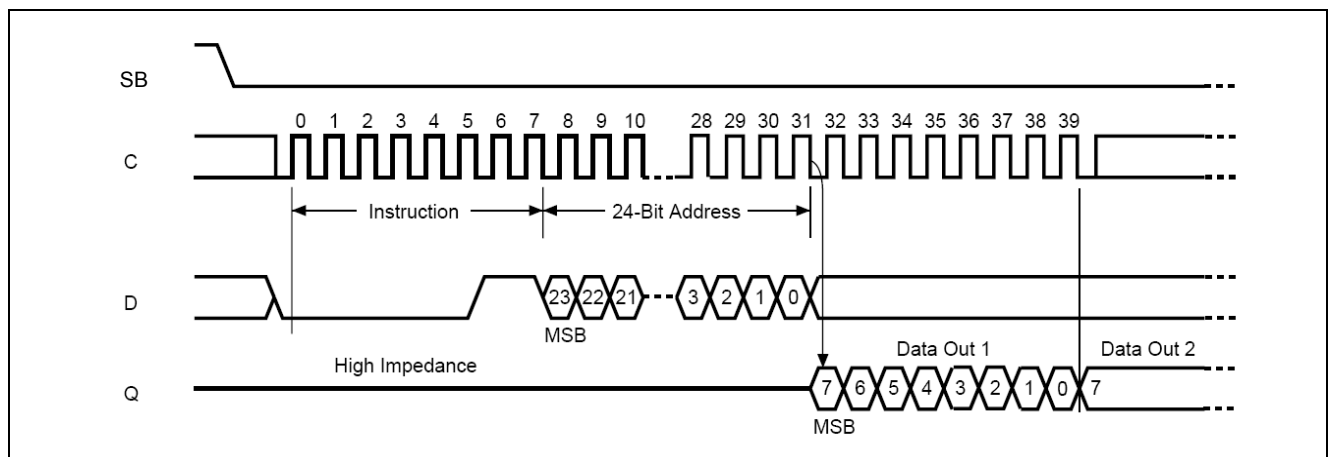 SB
0 1 2 3 4 5 6 7 8 9 10 28 29 30 31 32 33 34 35 36 37 38 39
C
Instruction 24-Bit Address
D 23 22 21 3 2 1 0
MSB
High Impedance Data Out 1 Data Out 2
Q 7 6 5 4 3 2 1 0 7
MSB